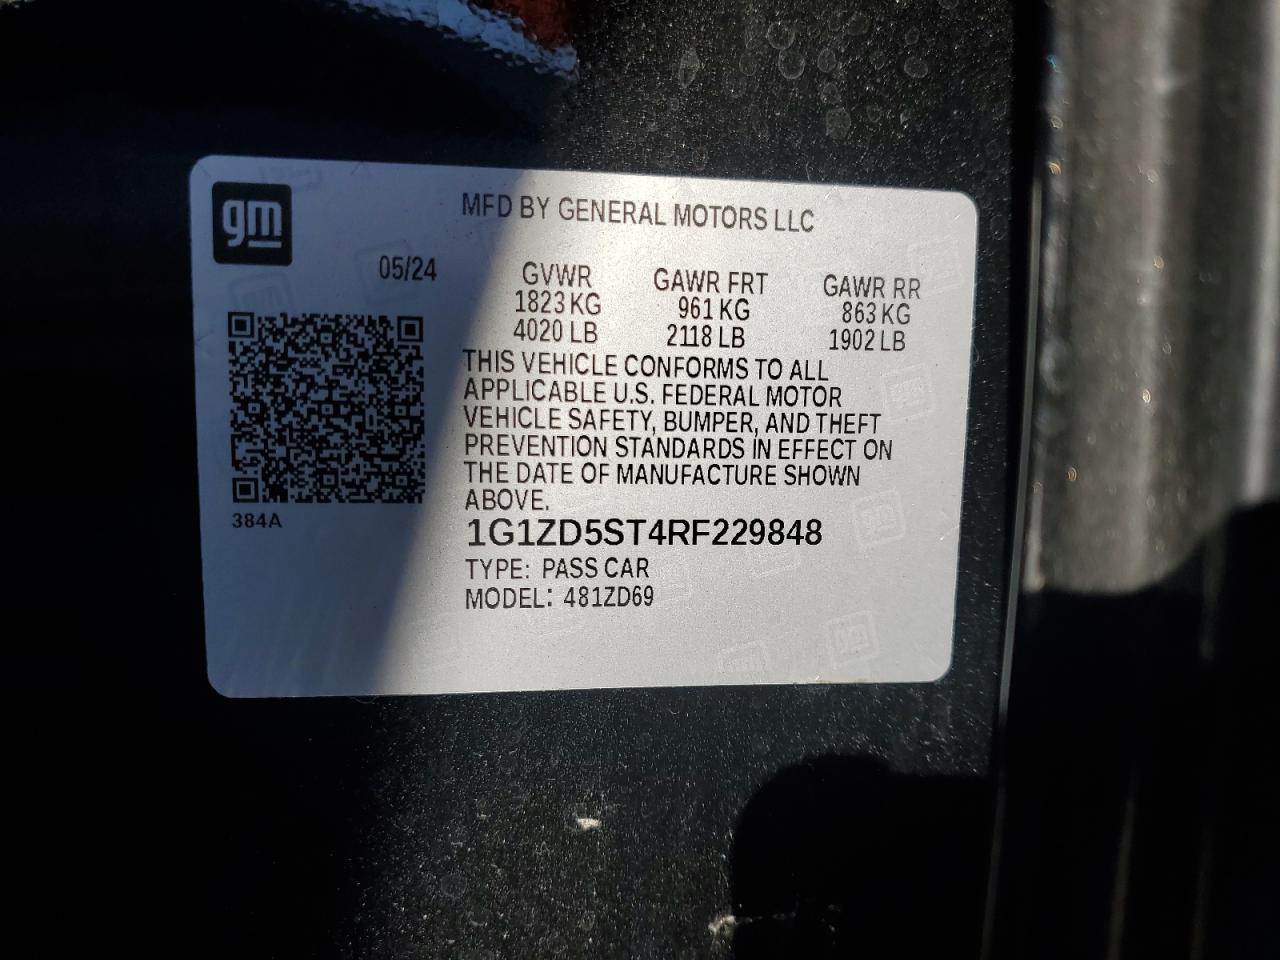 gm
MFD BY GENERAL MOTORS LLC
05/24
GVWR GAWR FRT GAWR RR
1823 KG 961 KG 863 KG
4020 LB 2118 LB 1902 LB
THIS VEHICLE CONFORMS TO ALL
APPLICABLE U.S. FEDERAL MOTOR
VEHICLE SAFETY, BUMPER, AND THEFT
PREVENTION STANDARDS IN EFFECT ON
THE DATE OF MANUFACTURE SHOWN
ABOVE.
384A
1G1ZD5ST4RF229848
TYPE: PASS CAR
MODEL: 481ZD69